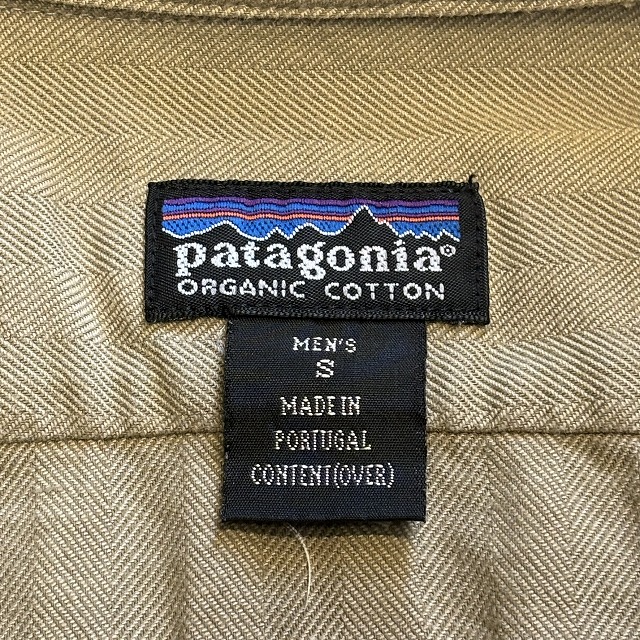 patagonia®
ORGANIC COTTON
MEN'S
S
MADE IN
PORTUGAL
CONTENT(OVER)